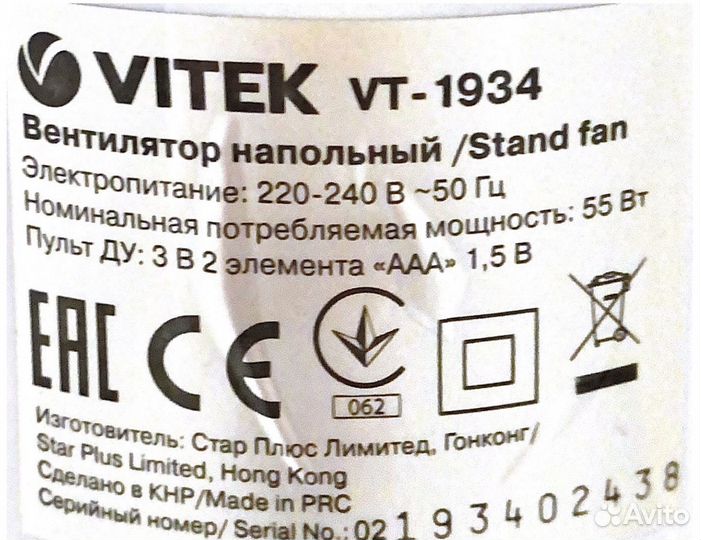 VITEK VT-1934
Вентилятор напольный /Stand fan
Электропитание: 220-240 В ~50 Гц
Номинальная потребляемая мощность: 55 Вт
Пульт ДУ: 3 В 2 элемента «ААА» 1,5 В
EAC CE
062
Изготовитель: Стар Плюс Лимитед, Гонконг/
Star Plus Limited, Hong Kong
Сделано в КНР/Made in PRC
Серийный номер/ Serial No.: 02193402438
Avito